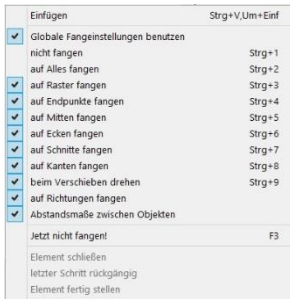 Einfügen Strg+V,Um+Einf
Globale Fangeinstellungen benutzen
nicht fangen Strg+1
auf Alles fangen Strg+2
auf Raster fangen Strg+3
auf Endpunkte fangen Strg+4
auf Mitten fangen Strg+5
auf Ecken fangen Strg+6
auf Schnitte fangen Strg+7
auf Kanten fangen Strg+8
beim Verschieben drehen Strg+9
auf Richtungen fangen
Abstandsmaße zwischen Objekten
Jetzt nicht fangen! F3
Element schließen
letzter Schritt rückgängig
Element fertig stellen